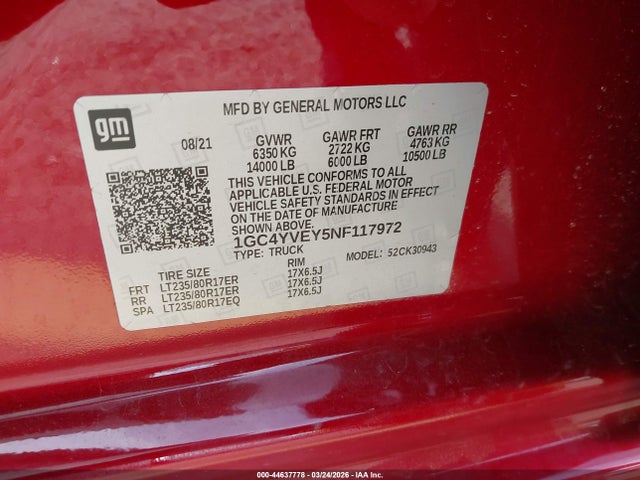 MFD BY GENERAL MOTORS LLC
gm
08/21 GVWR GAWR FRT GAWR RR
6350 KG 2722 KG 4763 KG
14000 LB 6000 LB 10500 LB
THIS VEHICLE CONFORMS TO ALL
APPLICABLE U.S. FEDERAL MOTOR
VEHICLE SAFETY STANDARDS IN EFFECT
ON THE DATE OF MANUFACTURE
1GC4YVEY5NF117972
TYPE: TRUCK MODEL: 52CK30943
TIRE SIZE RIM
FRT LT235/80R17ER 17X6.5J
RR LT235/80R17ER 17X6.5J
SPA LT235/80R17EQ 17X6.5J
000-44637778 - 03/24/2026 - IAA Inc.